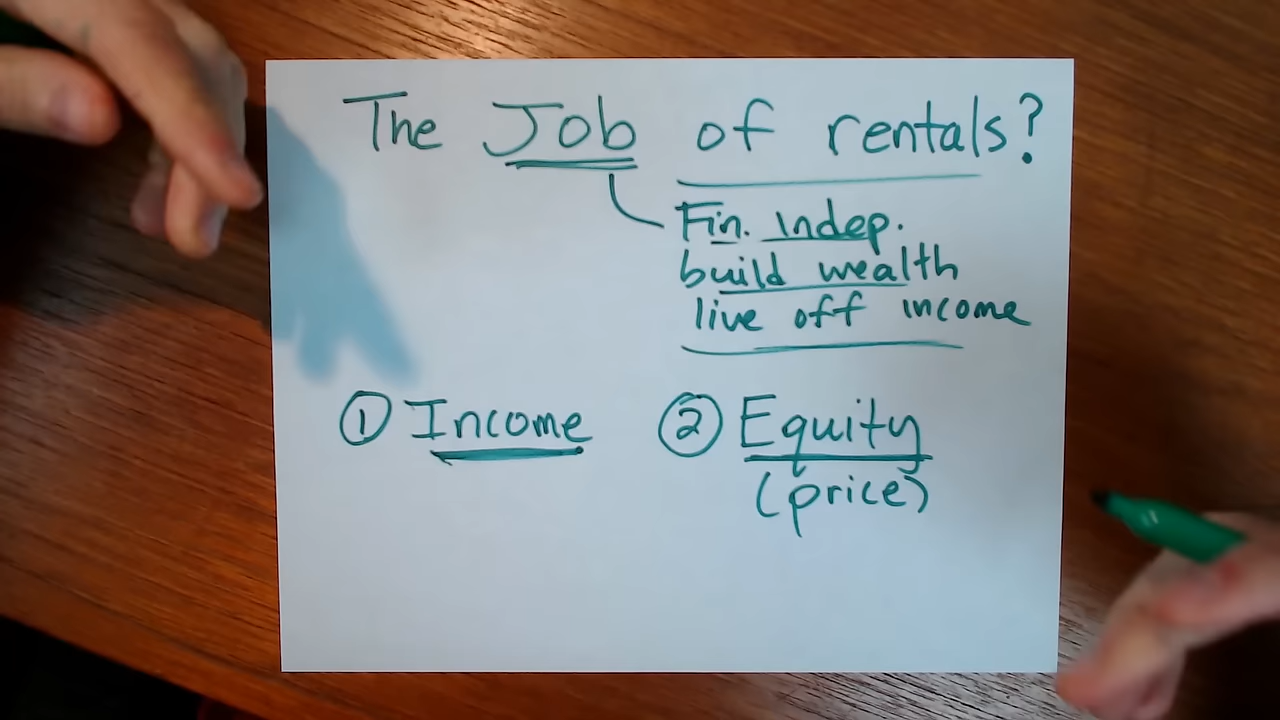 The Job of rentals?
Fin. indep.
build wealth
live off income
① Income
② Equity
(price)